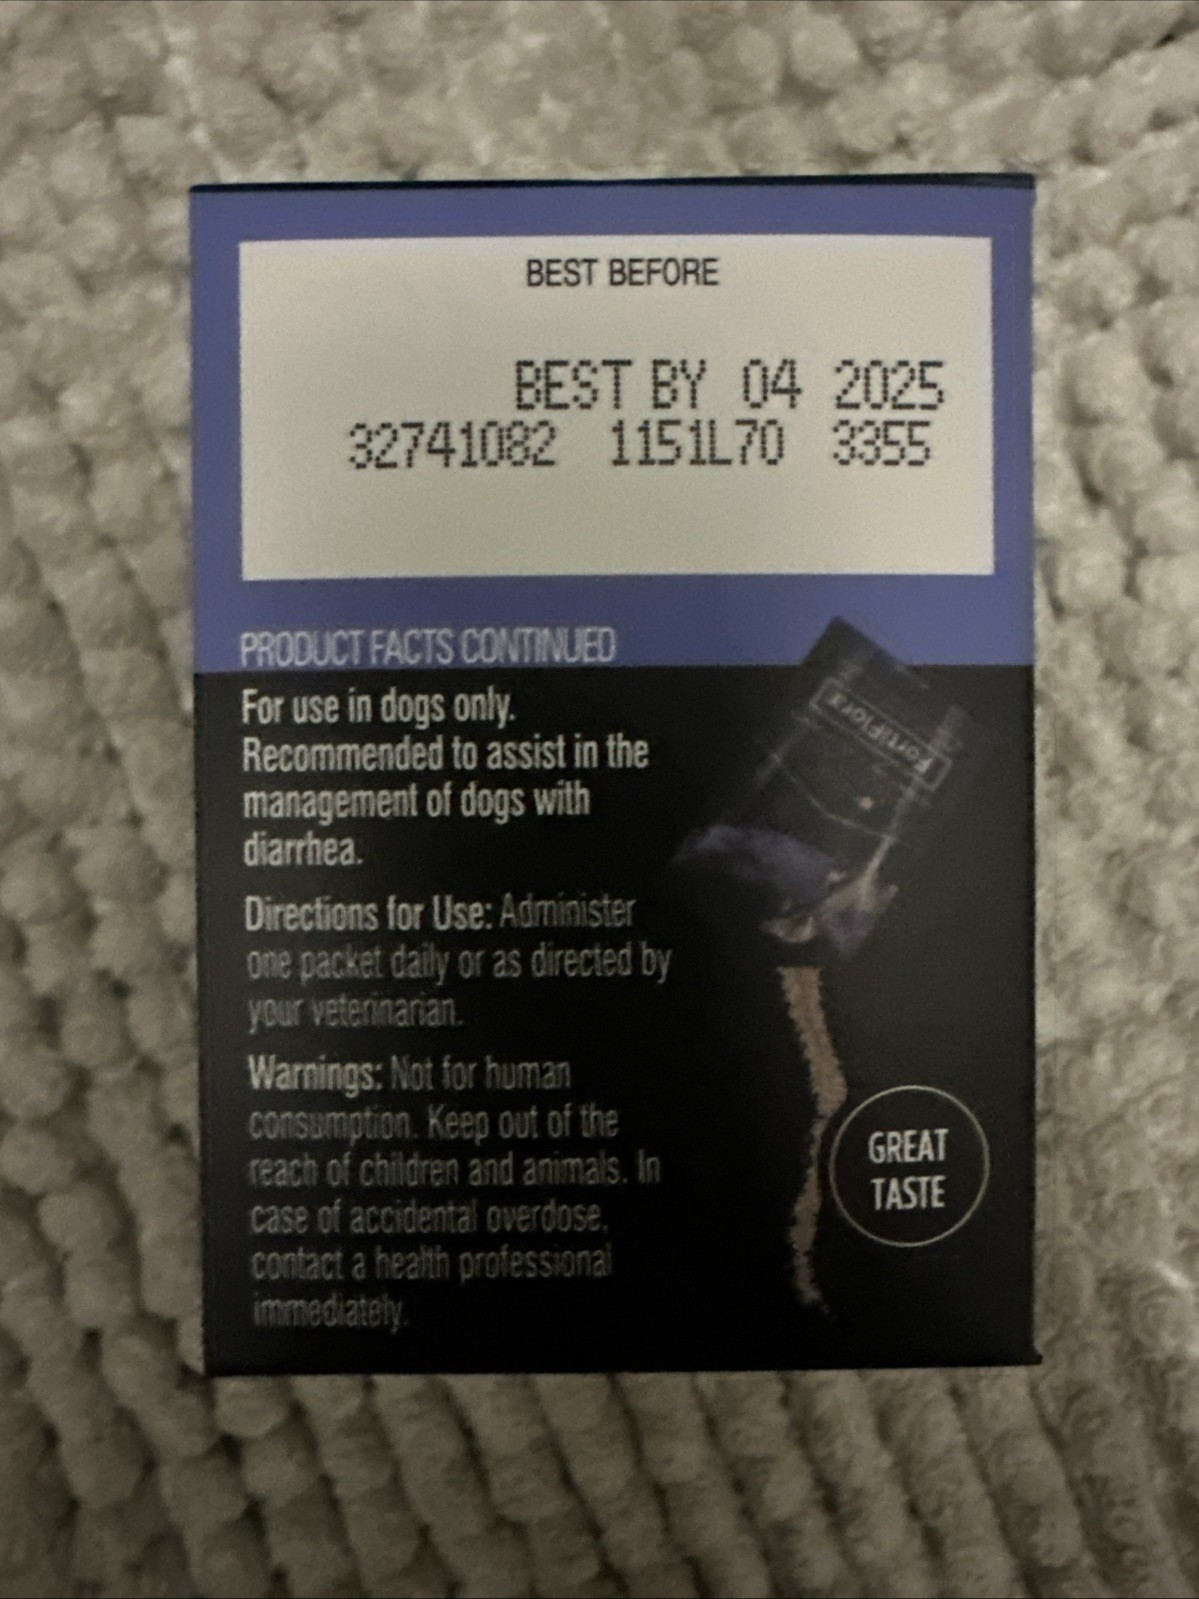 BEST BEFORE
BEST BY 04 2025
32741082 1151L70 3355
PRODUCT FACTS CONTINUED
For use in dogs only.
Recommended to assist in the
management of dogs with
diarrhea.
Directions for Use: Administer
one packet daily or as directed by
your veterinarian.
Warnings: Not for human
consumption. Keep out of the
reach of children and animals. In
case of accidental overdose,
contact a health professional
immediately.
FortiFlora
GREAT
TASTE